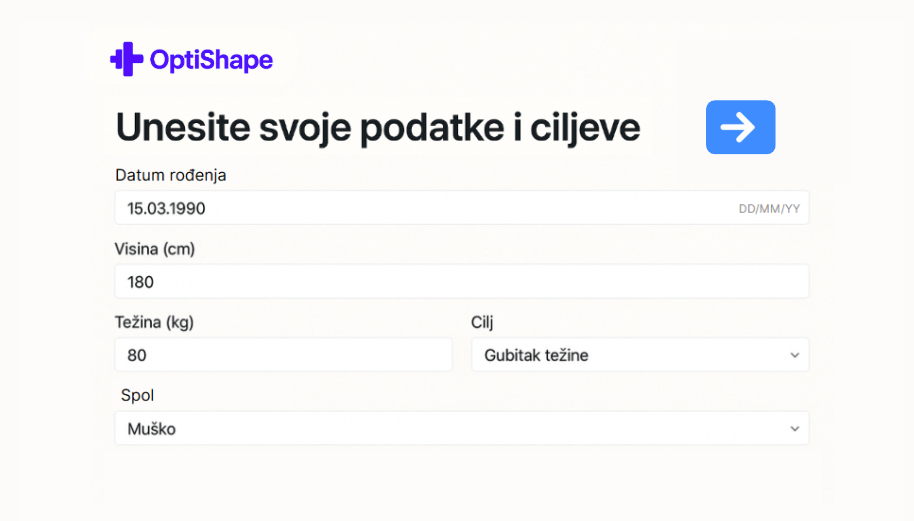 OptiShape
Unesite svoje podatke i ciljeve
Datum rođenja
15.03.1990 DD/MM/YY
Visina (cm)
180
Težina (kg) Cilj
80 Gubitak težine
Spol
Muško